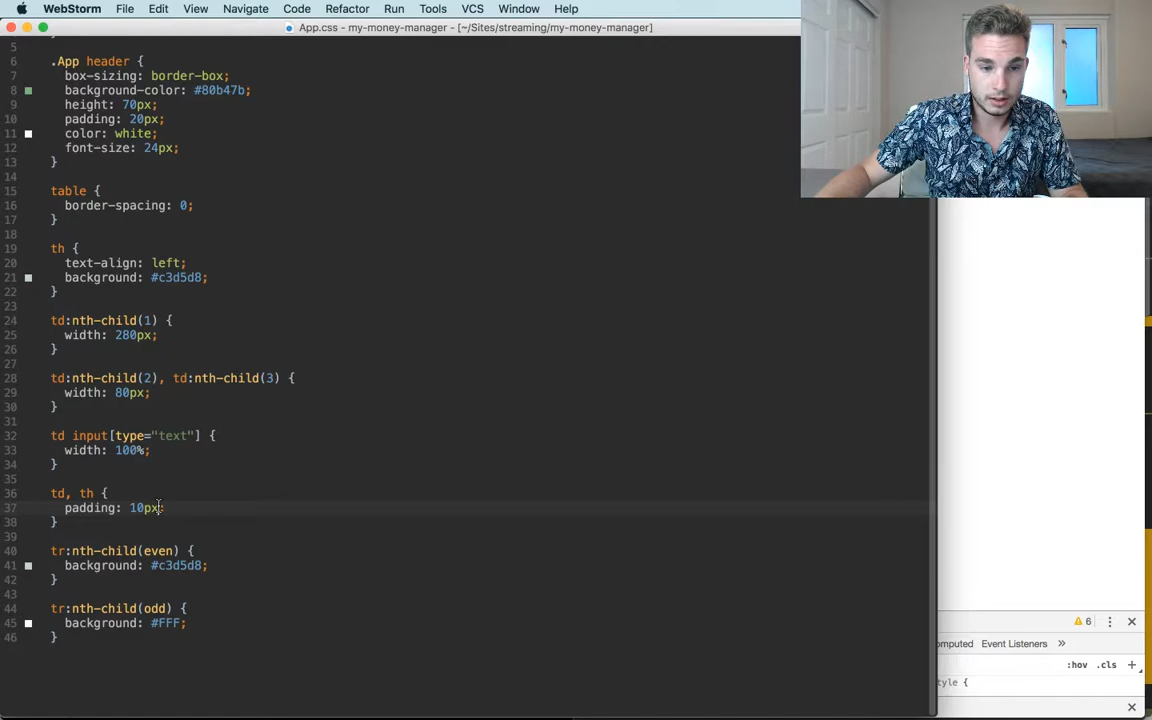 WebStorm File Edit View Navigate Code Refactor Run Tools VCS Window Help
App.css - my-money-manager - [~/Sites/streaming/my-money-manager]
5
6 .App header {
7 box-sizing: border-box;
8 background-color: #80b47b;
9 height: 70px;
10 padding: 20px;
11 color: white;
12 font-size: 24px;
13 }
14
15 table {
16 border-spacing: 0;
17 }
18
19 th {
20 text-align: left;
21 background: #c3d5d8;
22 }
23
24 td:nth-child(1) {
25 width: 280px;
26 }
27
28 td:nth-child(2), td:nth-child(3) {
29 width: 80px;
30 }
31
32 td input[type="text"] {
33 width: 100%;
34 }
35
36 td, th {
37 padding: 10px;
38 }
39
40 tr:nth-child(even) {
41 background: #c3d5d8;
42 }
43
44 tr:nth-child(odd) {
45 background: #FFF;
46 }
6
omputed Event Listeners »
:hov .cls +
tyle {